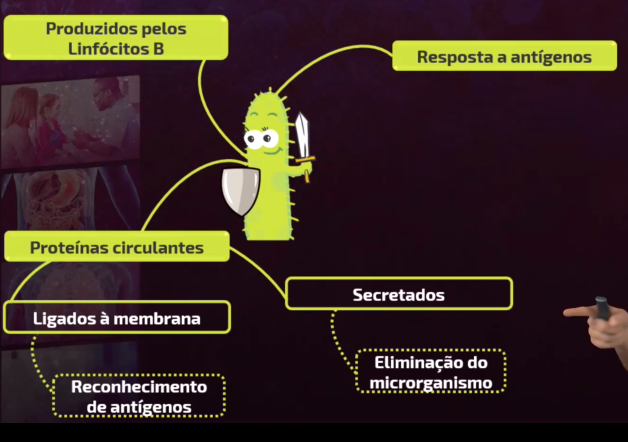 Produzidos pelos
Linfócitos B
Resposta a antígenos
Proteínas circulantes
Ligados à membrana
Secretados
Reconhecimento
de antígenos
Eliminação do
microrganismo